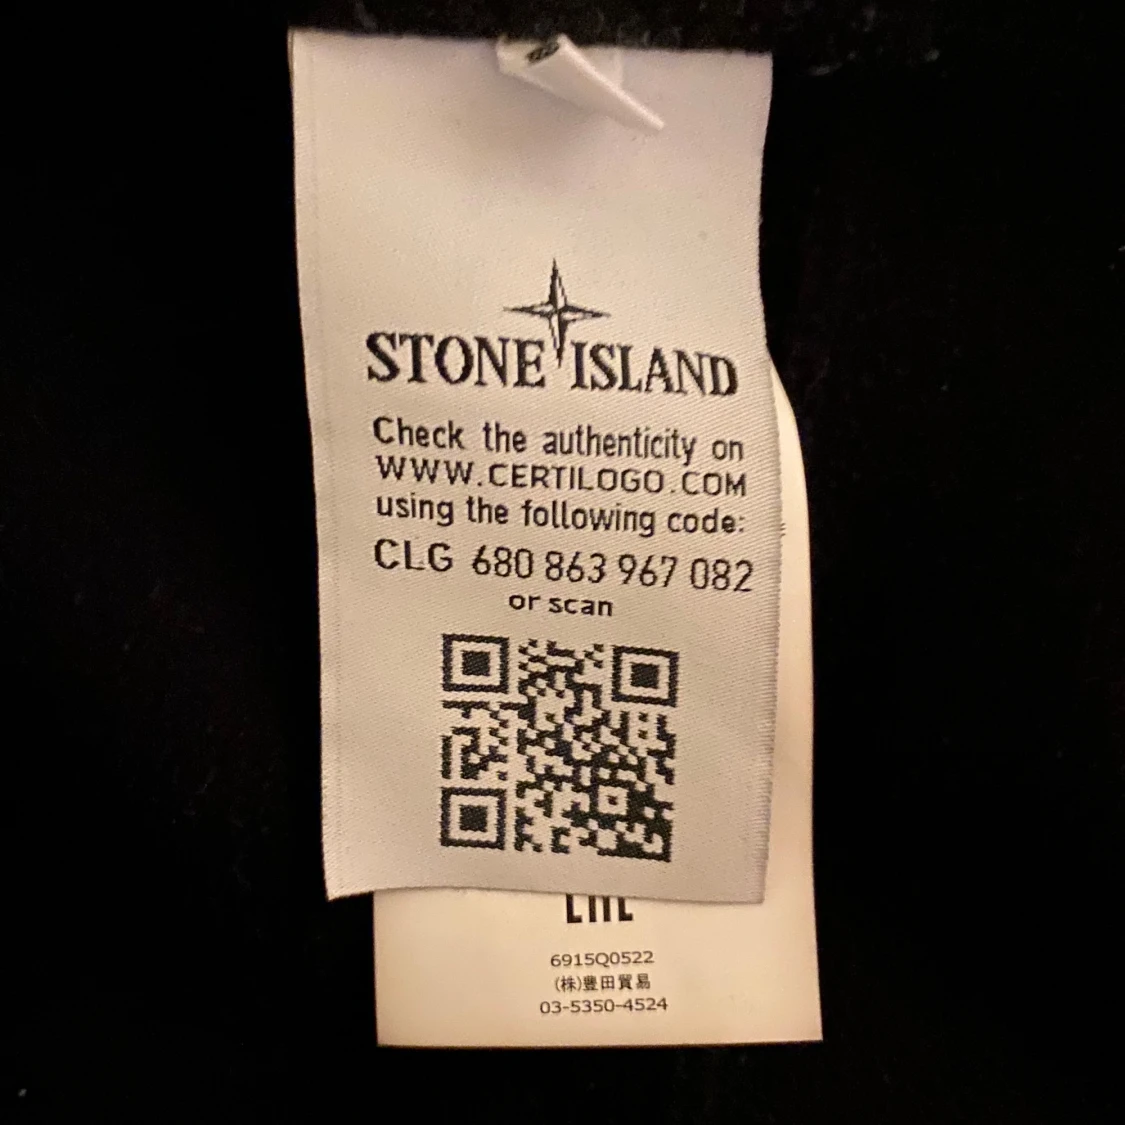 STONE ISLAND
Check the authenticity on
WWW.CERTILOGO.COM
using the following code:
CLG 680 863 967 082
or scan
6915Q0522
(株)豊田貿易
03-5350-4524